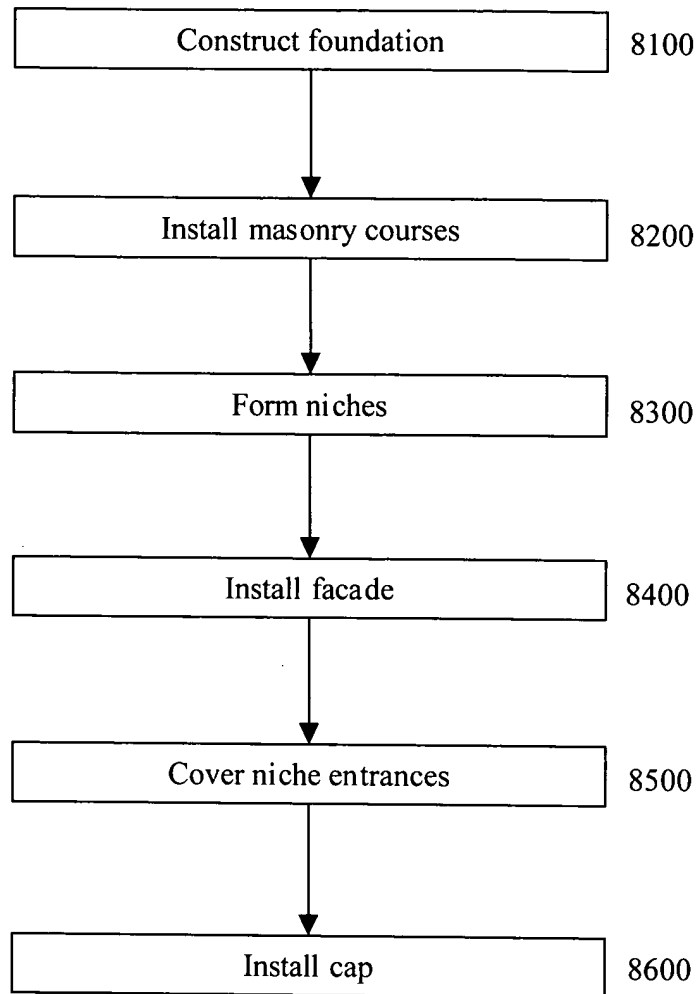 Construct foundation 8100
Install masonry courses 8200
Form niches 8300
Install facade 8400
Cover niche entrances 8500
Install cap 8600